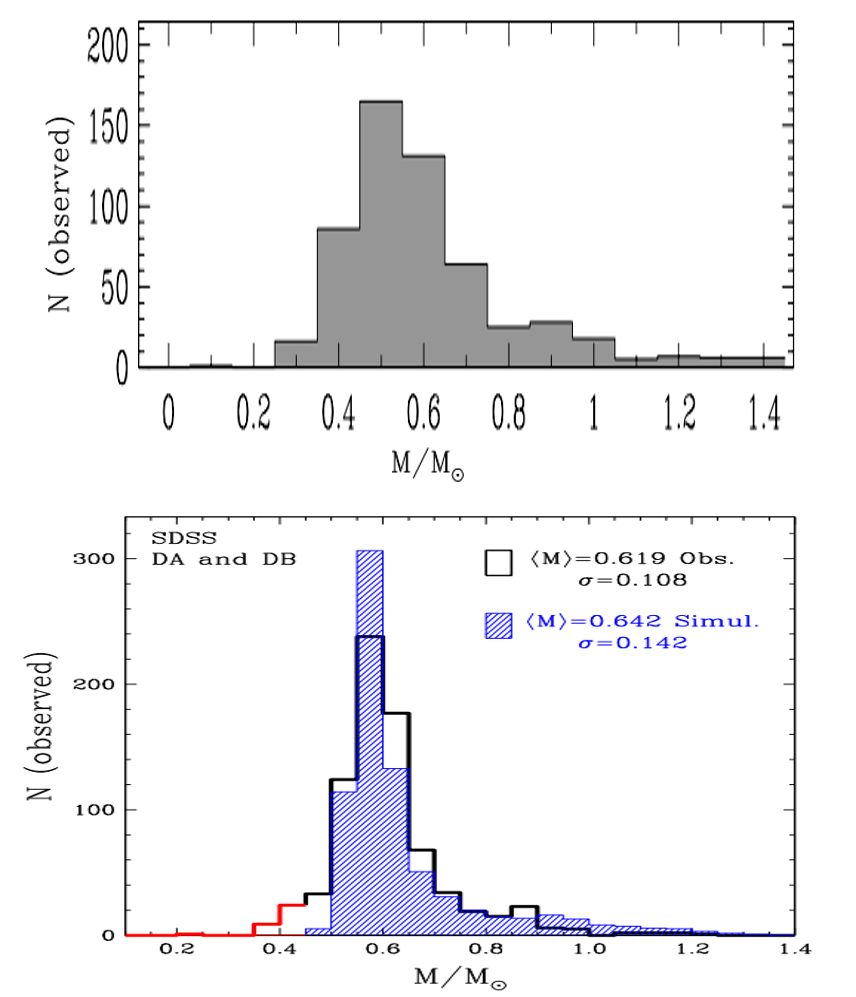 200
150
100
50
0
N (observed)
0 0.2 0.4 0.6 0.8 1 1.2 1.4
M/M☉
SDSS
DA and DB
⟨M⟩=0.619 Obs.
σ=0.108
⟨M⟩=0.642 Simul.
σ=0.142
300
200
100
0
N (observed)
0.2 0.4 0.6 0.8 1.0 1.2 1.4
M/M☉